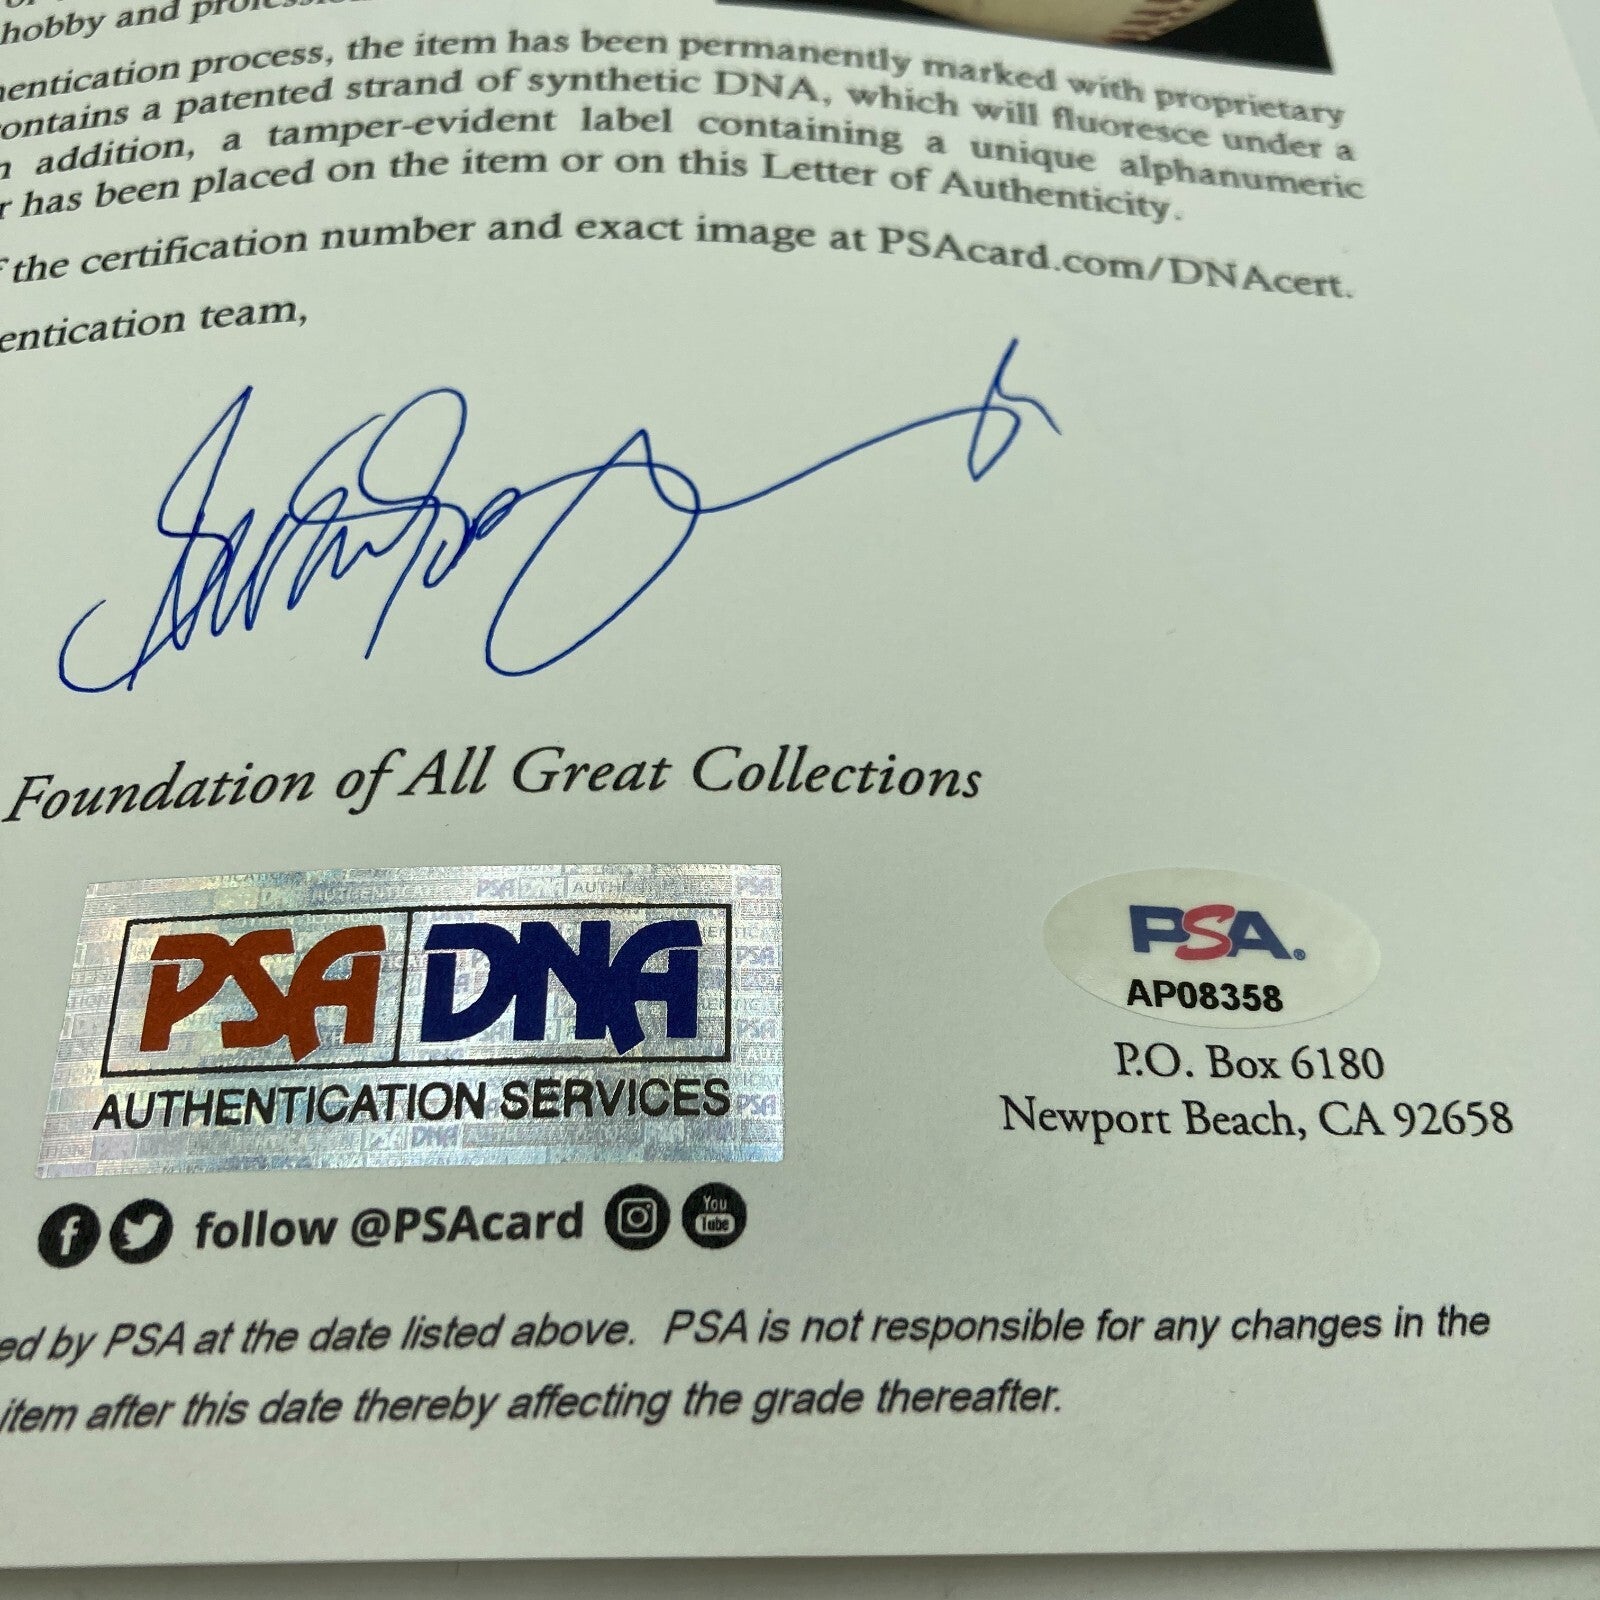 hobby and
process, the item has been permanently marked with proprietary
contains a patented strand of synthetic DNA, which will fluoresce under a
addition, a tamper-evident label containing a unique alphanumeric
has been placed on the item or on this Letter of Authenticity.
the certification number and exact image at PSAcard.com/DNAcert.
team,
Foundation of All Great Collections
PSA DNA
AUTHENTICATION SERVICES
PSA
AP08358
P.O. Box 6180
Newport Beach, CA 92658
f follow @PSAcard You Tube
ed by PSA at the date listed above. PSA is not responsible for any changes in the
item after this date thereby affecting the grade thereafter.